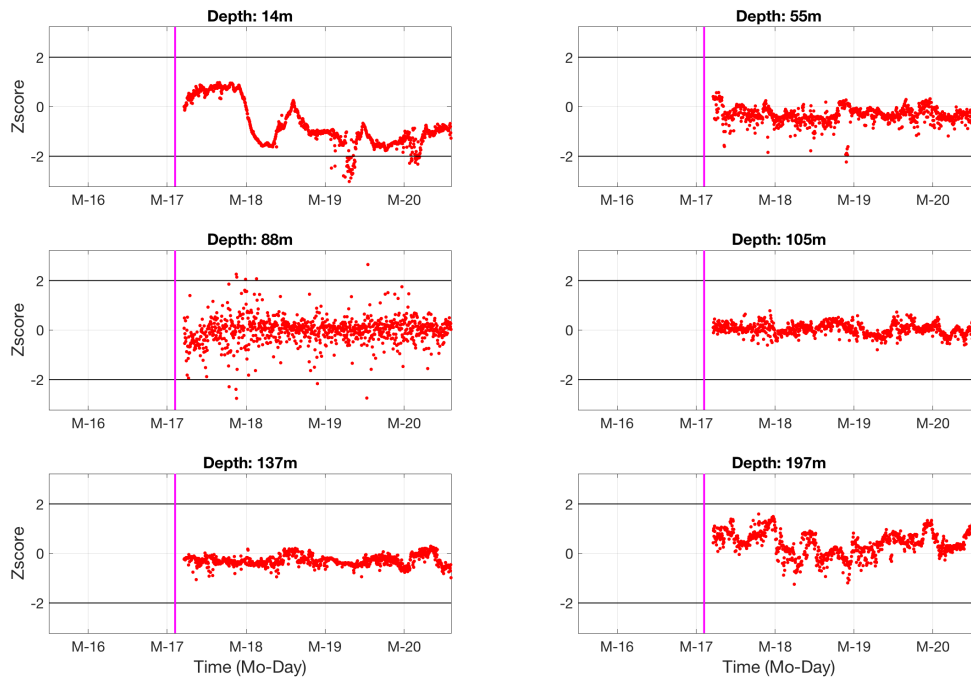 Depth: 14m
Zscore
2
0
-2
M-16 M-17 M-18 M-19 M-20
Depth: 55m
2
0
-2
M-16 M-17 M-18 M-19 M-20
Depth: 88m
Zscore
2
0
-2
M-16 M-17 M-18 M-19 M-20
Depth: 105m
2
0
-2
M-16 M-17 M-18 M-19 M-20
Depth: 137m
Zscore
2
0
-2
M-16 M-17 M-18 M-19 M-20
Time (Mo-Day)
Depth: 197m
2
0
-2
M-16 M-17 M-18 M-19 M-20
Time (Mo-Day)